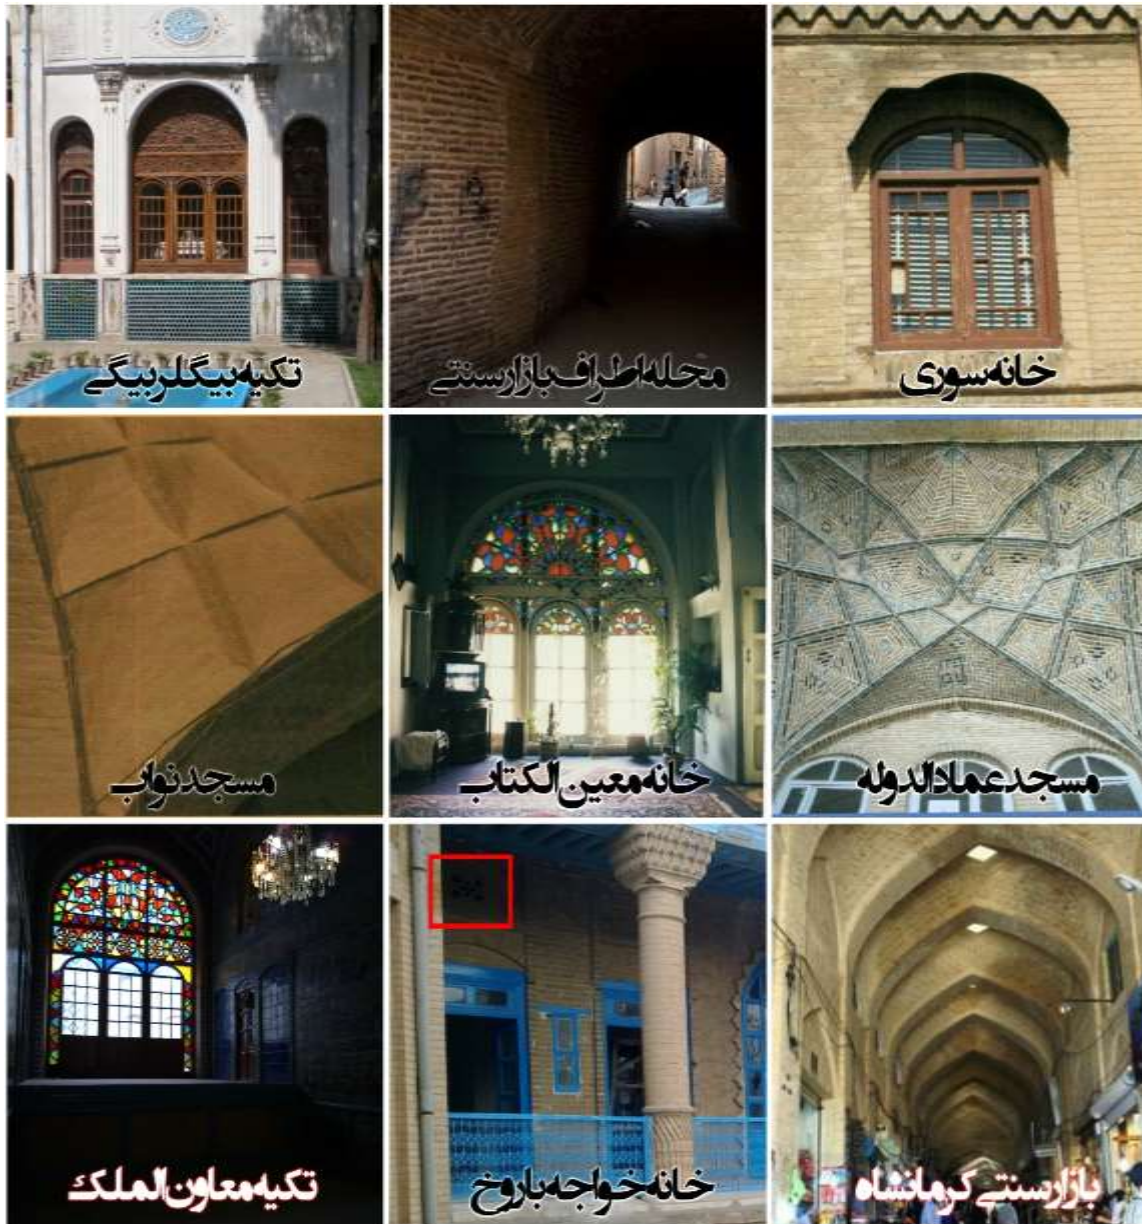 خانه سوری
محله اطراف بازار سنتی
تکیه بیگلربیگی
مسجد عمادالدوله
خانه معین الکتاب
مسجد نواب
بازار سنتی کرمانشاه
خانه خواجه باروخ
تکیه معاون الملک